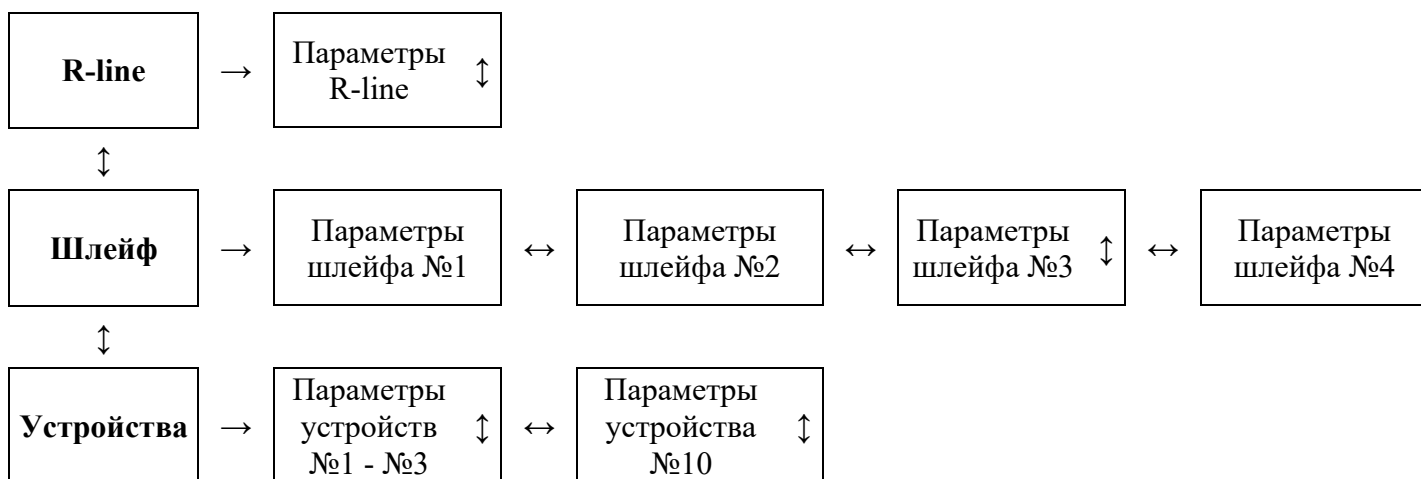 R-line → Параметры R-line ↕
↕
Шлейф → Параметры шлейфа №1 ↔ Параметры шлейфа №2 ↔ Параметры шлейфа №3 ↕ ↔ Параметры шлейфа №4
↕
Устройства → Параметры устройств №1 - №3 ↕ ↔ Параметры устройства №10 ↕